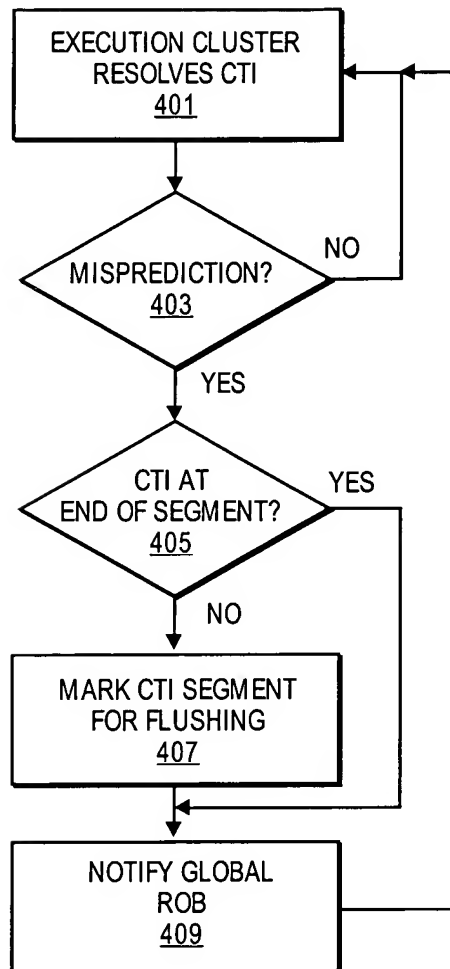 EXECUTION CLUSTER
RESOLVES CTI
401
MISPREDICTION?
403
NO
YES
CTI AT
END OF SEGMENT?
405
YES
NO
MARK CTI SEGMENT
FOR FLUSHING
407
NOTIFY GLOBAL
ROB
409